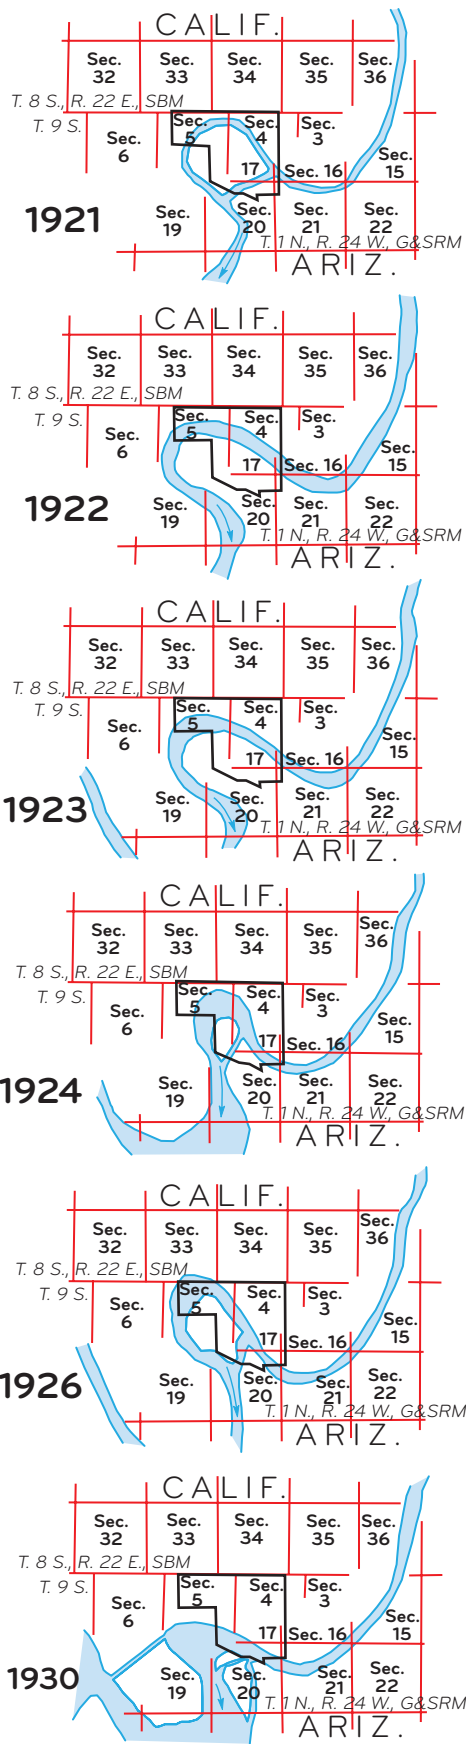 CALIF.
Sec. 32
Sec. 33
Sec. 34
Sec. 35
Sec. 36
T. 8 S., R. 22 E., SBM
T. 9 S.
Sec. 6
Sec. 5
Sec. 4
Sec. 3
17
Sec. 16
Sec. 15
1921
Sec. 19
Sec. 20
Sec. 21
Sec. 22
T. 1 N., R. 24 W., G&SRM
ARIZ.
CALIF.
Sec. 32
Sec. 33
Sec. 34
Sec. 35
Sec. 36
T. 8 S., R. 22 E., SBM
T. 9 S.
Sec. 6
Sec. 5
Sec. 4
Sec. 3
17
Sec. 16
Sec. 15
1922
Sec. 19
Sec. 20
Sec. 21
Sec. 22
T. 1 N., R. 24 W., G&SRM
ARIZ.
CALIF.
Sec. 32
Sec. 33
Sec. 34
Sec. 35
Sec. 36
T. 8 S., R. 22 E., SBM
T. 9 S.
Sec. 6
Sec. 5
Sec. 4
Sec. 3
17
Sec. 16
Sec. 15
1923
Sec. 19
Sec. 20
Sec. 21
Sec. 22
T. 1 N., R. 24 W., G&SRM
ARIZ.
CALIF.
Sec. 32
Sec. 33
Sec. 34
Sec. 35
Sec. 36
T. 8 S., R. 22 E., SBM
T. 9 S.
Sec. 6
Sec. 5
Sec. 4
Sec. 3
17
Sec. 16
Sec. 15
1924
Sec. 19
Sec. 20
Sec. 21
Sec. 22
T. 1 N., R. 24 W., G&SRM
ARIZ.
CALIF.
Sec. 32
Sec. 33
Sec. 34
Sec. 35
Sec. 36
T. 8 S., R. 22 E., SBM
T. 9 S.
Sec. 6
Sec. 5
Sec. 4
Sec. 3
17
Sec. 16
Sec. 15
1926
Sec. 19
Sec. 20
Sec. 21
Sec. 22
T. 1 N., R. 24 W., G&SRM
ARIZ.
CALIF.
Sec. 32
Sec. 33
Sec. 34
Sec. 35
Sec. 36
T. 8 S., R. 22 E., SBM
T. 9 S.
Sec. 6
Sec. 5
Sec. 4
Sec. 3
17
Sec. 16
Sec. 15
1930
Sec. 19
Sec. 20
Sec. 21
Sec. 22
T. 1 N., R. 24 W., G&SRM
ARIZ.